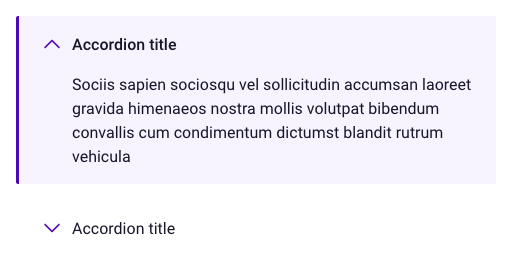 Accordion title
Sociis sapien sociosqu vel sollicitudin accumsan laoreet
gravida himenaeos nostra mollis volutpat bibendum
convallis cum condimentum dictumst blandit rutrum
vehicula
Accordion title